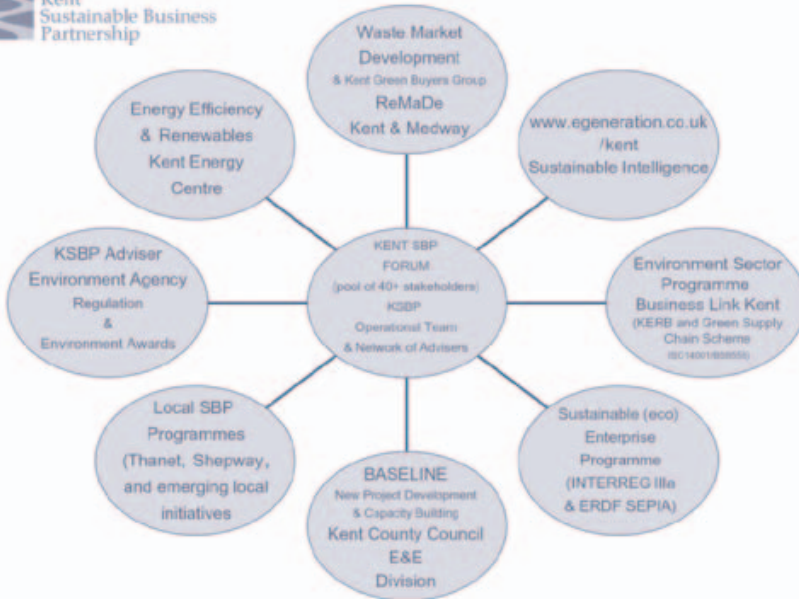 Kent
Sustainable Business
Partnership
Waste Market
Development
& Kent Green Buyers Group
ReMaDe
Kent & Medway
Energy Efficiency
& Renewables
Kent Energy
Centre
www.egeneration.co.uk
/kent
Sustainable Intelligence
KSBP Adviser
Environment Agency
Regulation
&
Environment Awards
KENT SBP
FORUM
(pool of 40+ stakeholders)
KSBP
Operational Team
& Network of Advisers
Environment Sector
Programme
Business Link Kent
(KERB and Green Supply
Chain Scheme
Local SBP
Programmes
(Thanet, Shepway,
and emerging local
initiatives
BASELINE
New Project Development
& Capacity Building
Kent County Council
E&E
Division
Sustainable (eco)
Enterprise
Programme
(INTERREG IIIa
& ERDF SEPIA)